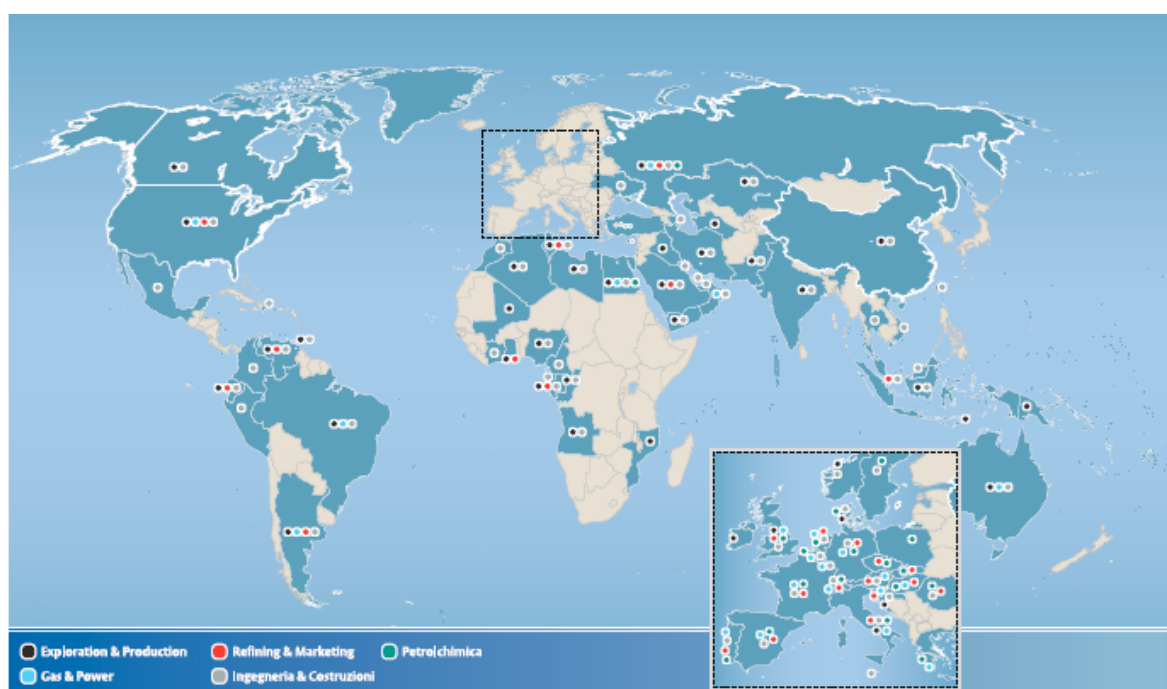 Exploration & Production
Refining & Marketing
Petrolchimica
Gas & Power
Ingegneria & Costruzioni